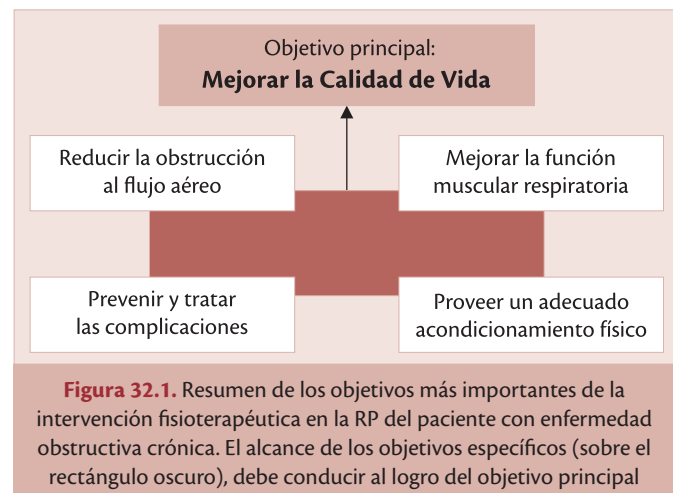 Objetivo principal:
Mejorar la Calidad de Vida
Reducir la obstrucción
al flujo aéreo
Mejorar la función
muscular respiratoria
Prevenir y tratar
las complicaciones
Proveer un adecuado
acondicionamiento físico
Figura 32.1. Resumen de los objetivos más importantes de la
intervención fisioterapéutica en la RP del paciente con enfermedad
obstructiva crónica. El alcance de los objetivos específicos (sobre el
rectángulo oscuro), debe conducir al logro del objetivo principal